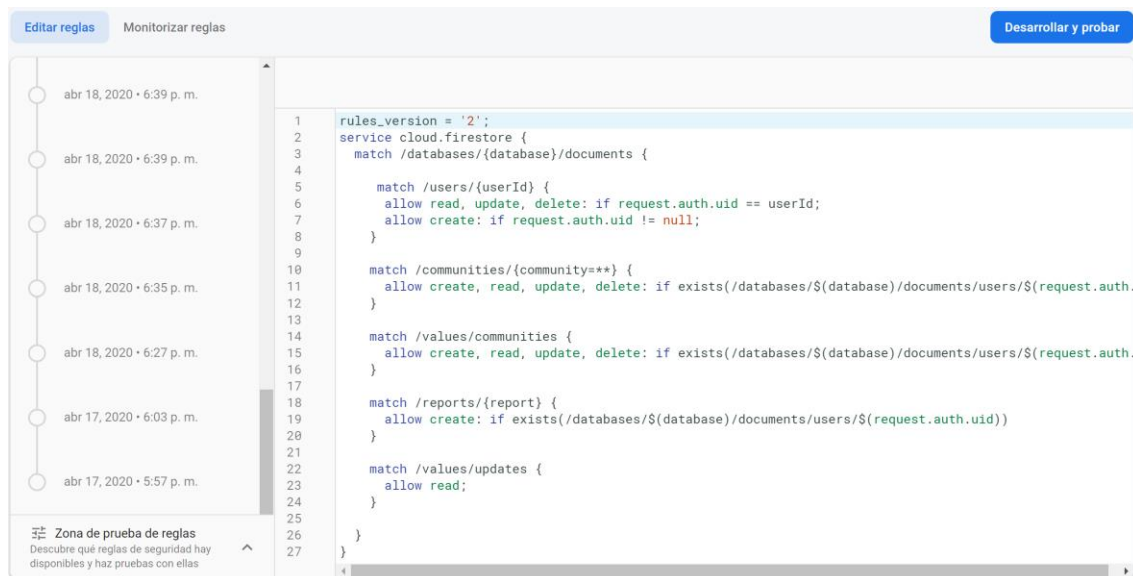 Editar reglas
Monitorizar reglas
Desarrollar y probar
abr 18, 2020 • 6:39 p. m.
abr 18, 2020 • 6:39 p. m.
abr 18, 2020 • 6:37 p. m.
abr 18, 2020 • 6:35 p. m.
abr 18, 2020 • 6:27 p. m.
abr 17, 2020 • 6:03 p. m.
abr 17, 2020 • 5:57 p. m.
Zona de prueba de reglas
Descubre qué reglas de seguridad hay
disponibles y haz pruebas con ellas
1 rules_version = '2';
2 service cloud.firestore {
3   match /databases/{database}/documents {
4
5     match /users/{userId} {
6       allow read, update, delete: if request.auth.uid == userId;
7       allow create: if request.auth.uid != null;
8     }
9
10    match /communities/{community=**} {
11      allow create, read, update, delete: if exists(/databases/$(database)/documents/users/$(request.auth.
12    }
13
14    match /values/communities {
15      allow create, read, update, delete: if exists(/databases/$(database)/documents/users/$(request.auth.
16    }
17
18    match /reports/{report} {
19      allow create: if exists(/databases/$(database)/documents/users/$(request.auth.uid))
20    }
21
22    match /values/updates {
23      allow read;
24    }
25
26   }
27 }